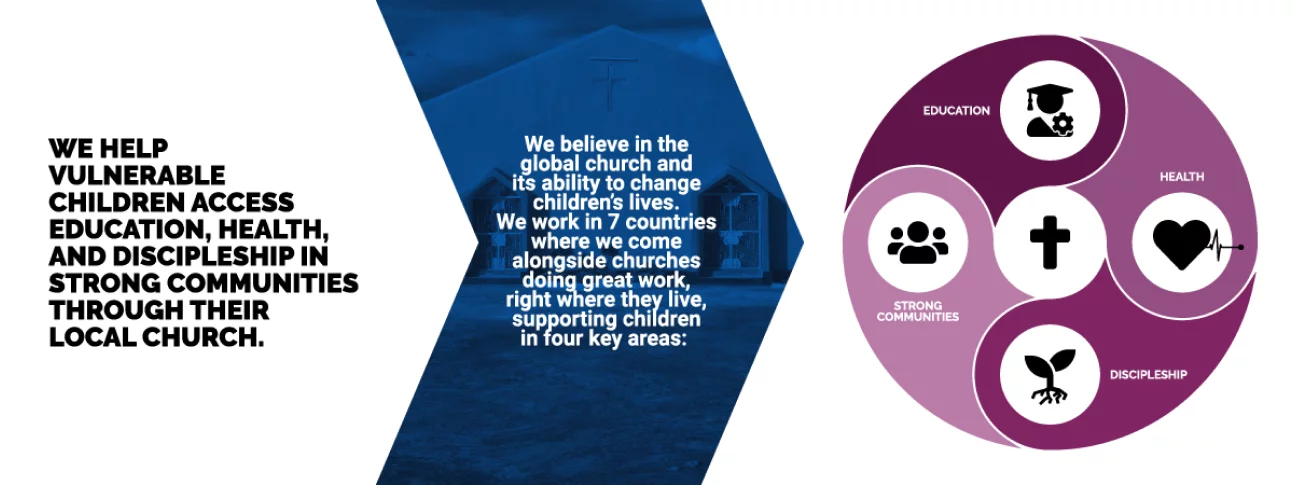 WE HELP
VULNERABLE
CHILDREN ACCESS
EDUCATION, HEALTH,
AND DISCIPLESHIP IN
STRONG COMMUNITIES
THROUGH THEIR
LOCAL CHURCH.
We believe in the
global church and
its ability to change
children's lives.
We work in 7 countries
where we come
alongside churches
doing great work,
right where they live,
supporting children
in four key areas:
EDUCATION
HEALTH
STRONG
COMMUNITIES
DISCIPLESHIP